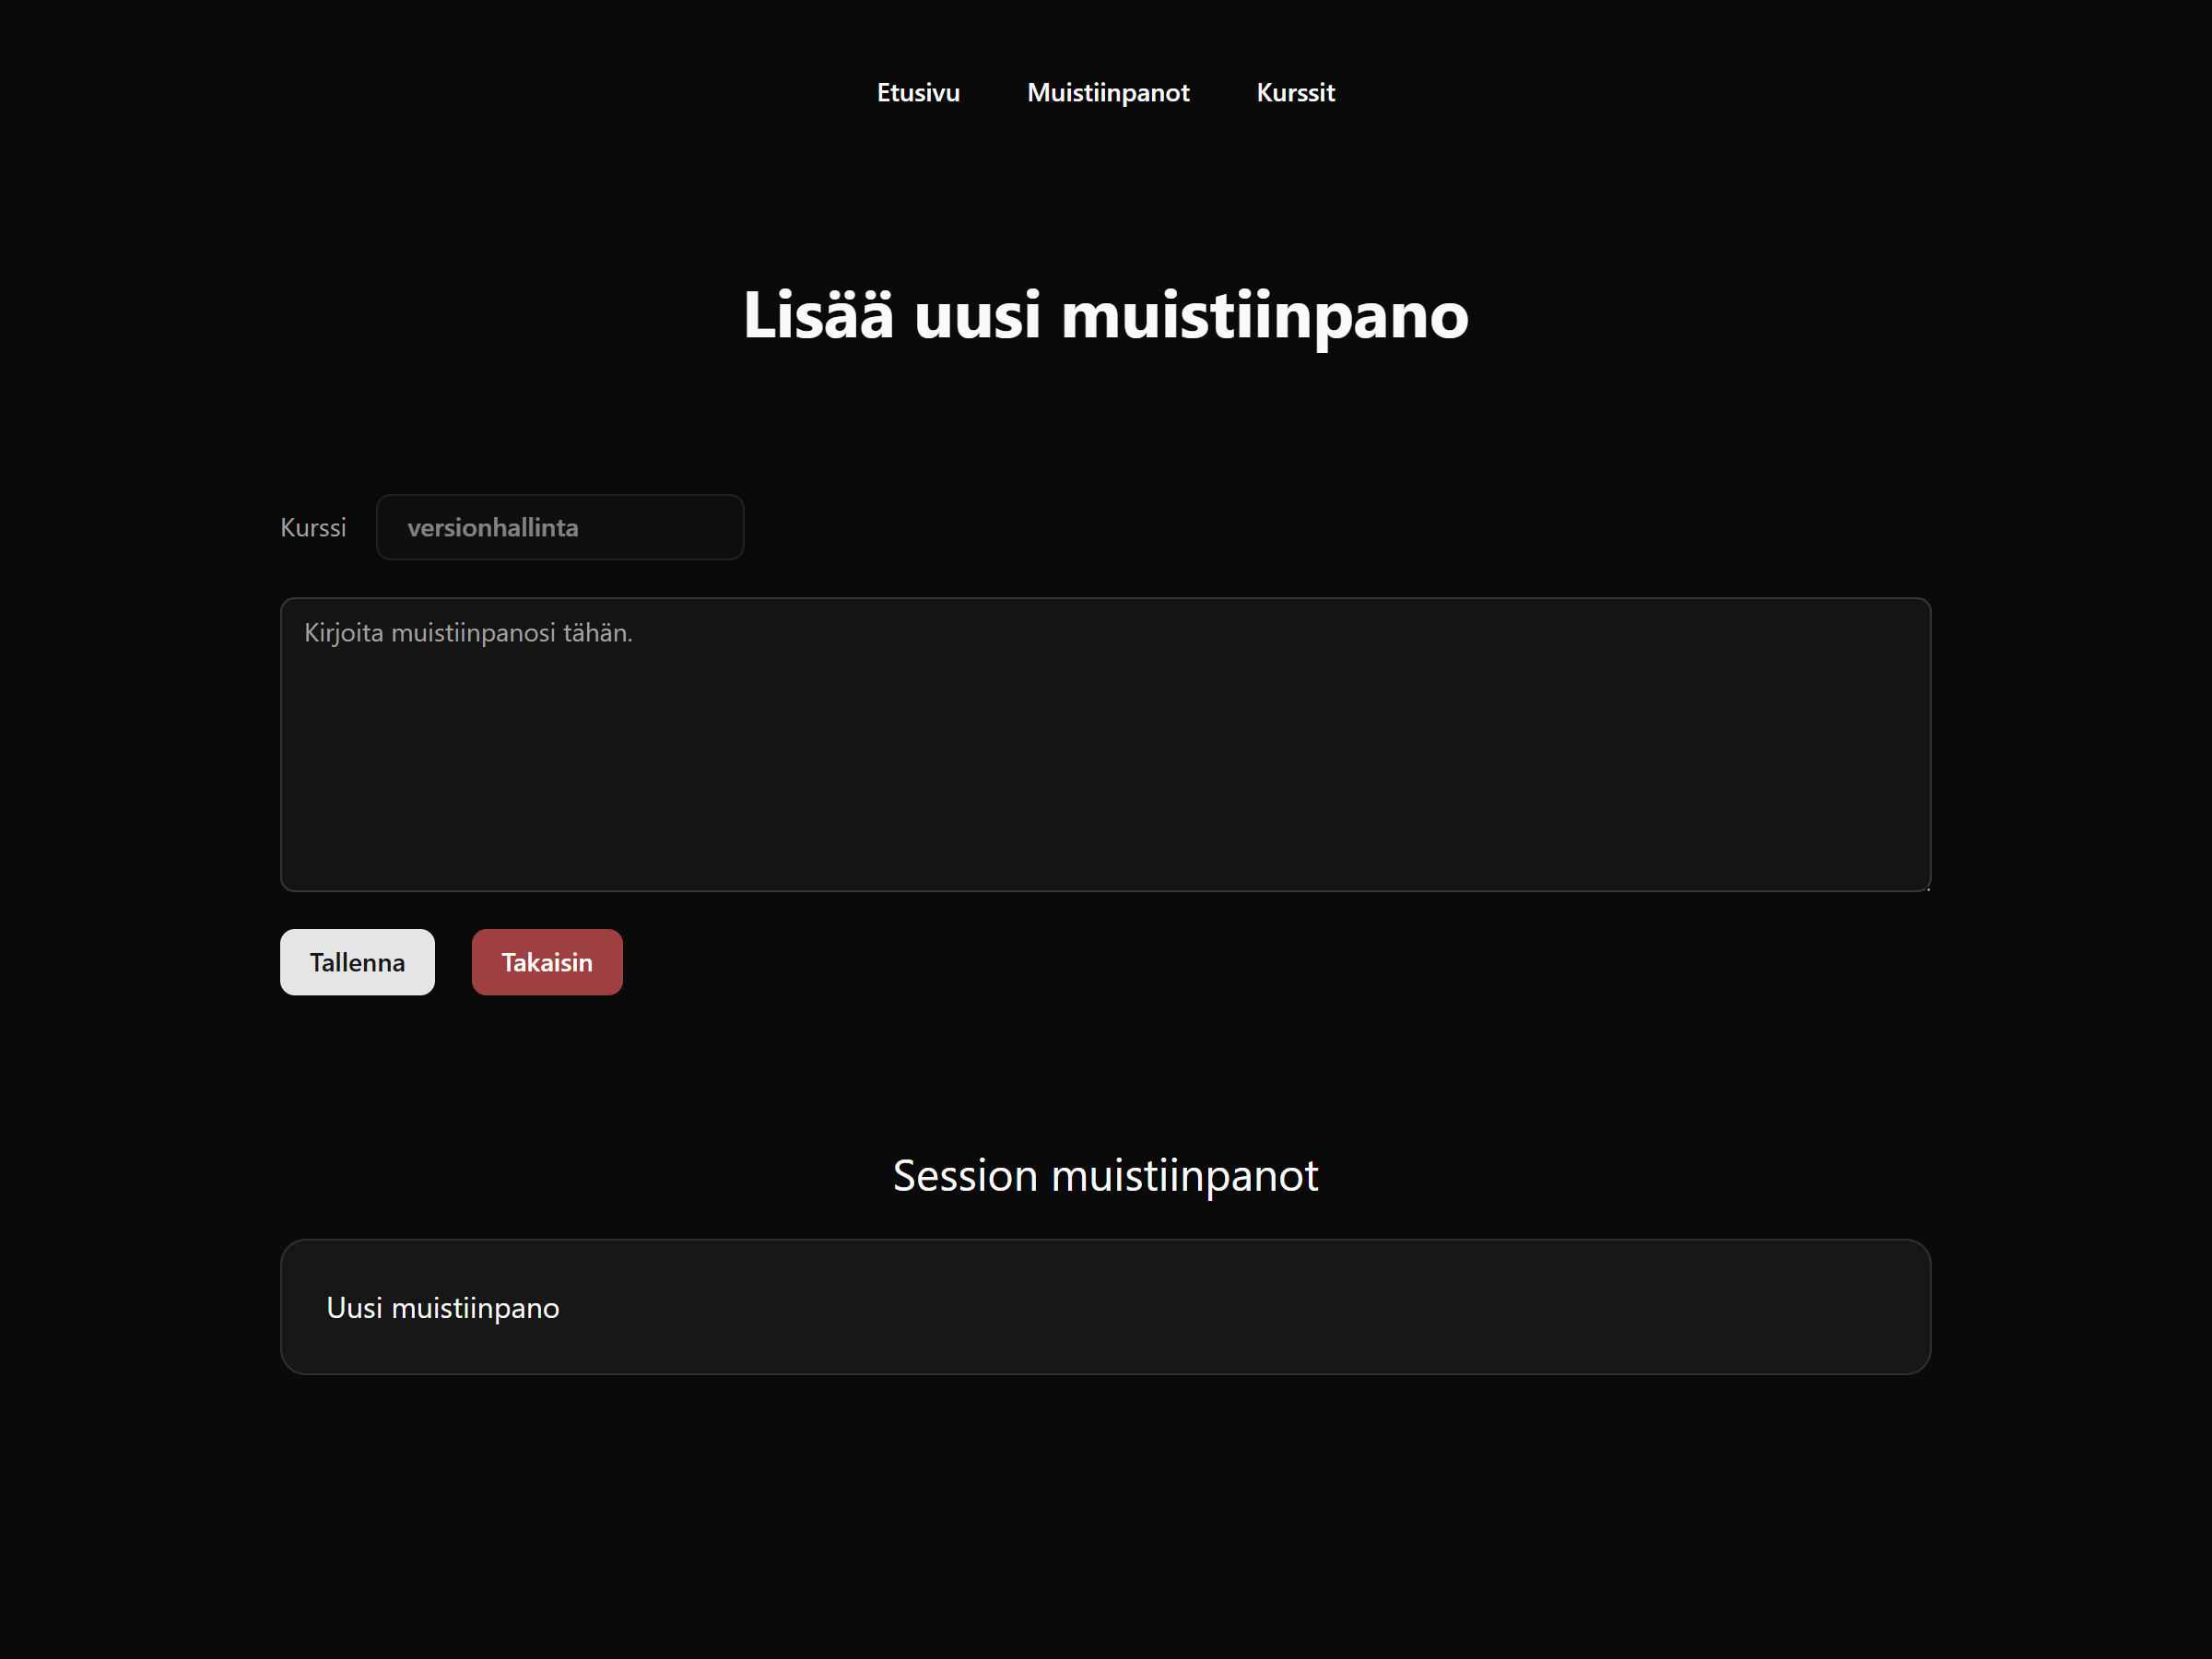 Etusivu Muistiinpanot Kurssit
Lisää uusi muistiinpano
Kurssi versionhallinta
Kirjoita muistiinpanosi tähän.
Tallenna Takaisin
Session muistiinpanot
Uusi muistiinpano